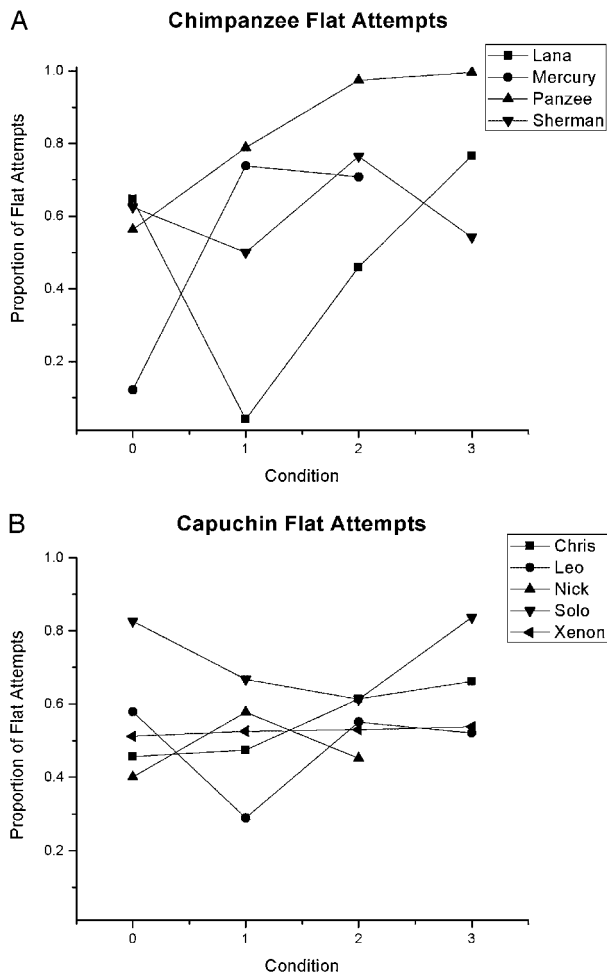 A
Chimpanzee Flat Attempts
Lana
Mercury
Panzee
Sherman
1.0
0.8
0.6
0.4
0.2
Proportion of Flat Attempts
0 1 2 3
Condition
B
Capuchin Flat Attempts
Chris
Leo
Nick
Solo
Xenon
1.0
0.8
0.6
0.4
0.2
Proportion of Flat Attempts
0 1 2 3
Condition